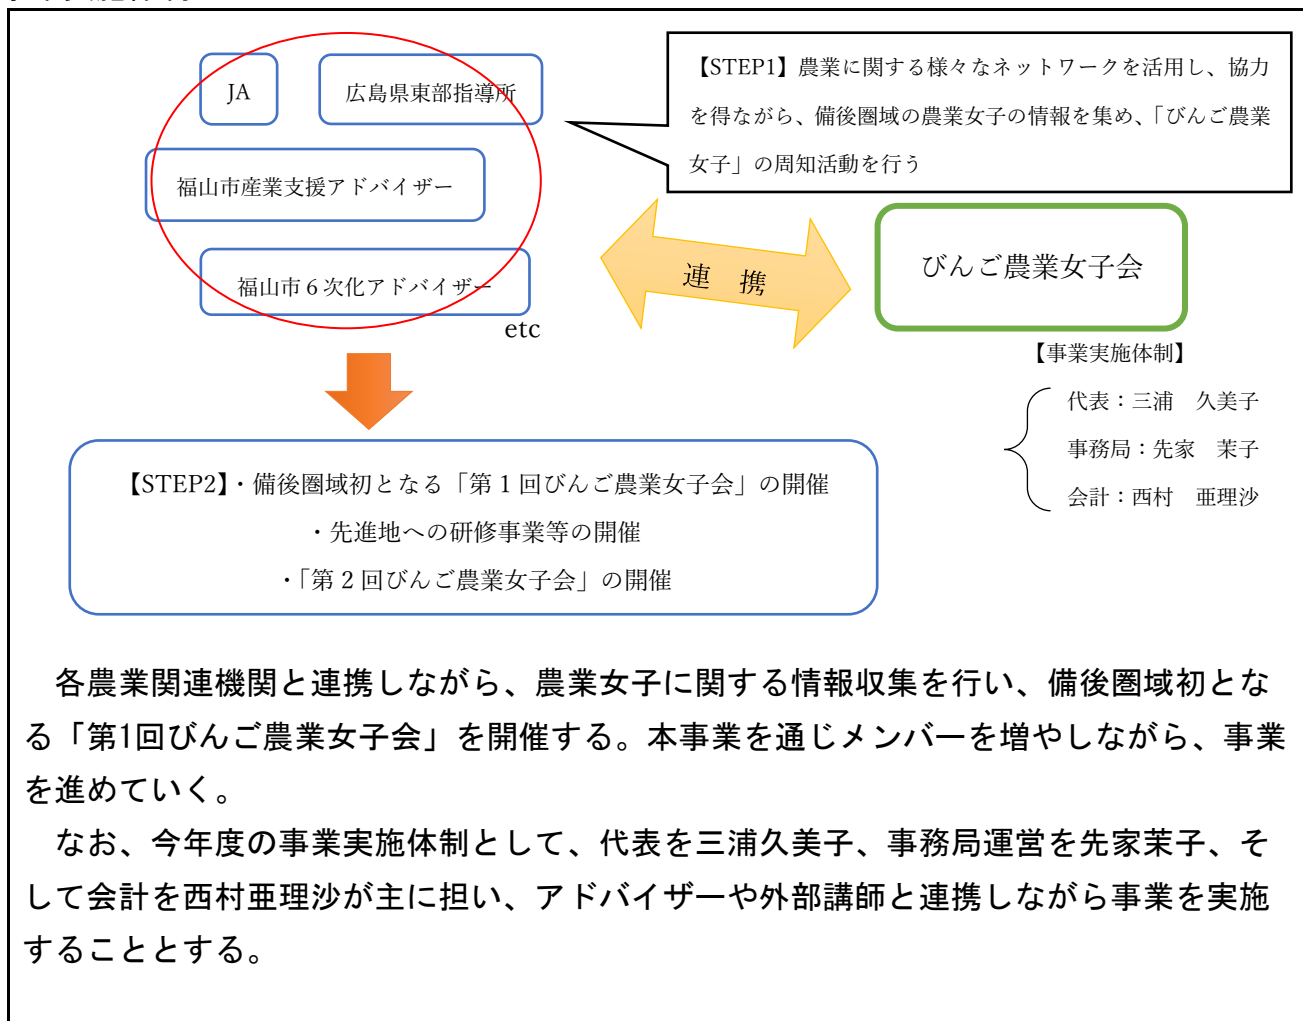 JA
広島県東部指導所
福山市産業支援アドバイザー
福山市６次化アドバイザー
etc
【STEP1】農業に関する様々なネットワークを活用し、協力
を得ながら、備後圏域の農業女子の情報を集め、「びんご農業
女子」の周知活動を行う
連　携
びんご農業女子会
【事業実施体制】
代表：三浦　久美子
事務局：先家　茉子
会計：西村　亜理沙
【STEP2】・備後圏域初となる「第１回びんご農業女子会」の開催
・先進地への研修事業等の開催
・「第２回びんご農業女子会」の開催
各農業関連機関と連携しながら、農業女子に関する情報収集を行い、備後圏域初とな
る「第1回びんご農業女子会」を開催する。本事業を通じメンバーを増やしながら、事業
を進めていく。
なお、今年度の事業実施体制として、代表を三浦久美子、事務局運営を先家茉子、そ
して会計を西村亜理沙が主に担い、アドバイザーや外部講師と連携しながら事業を実施
することとする。